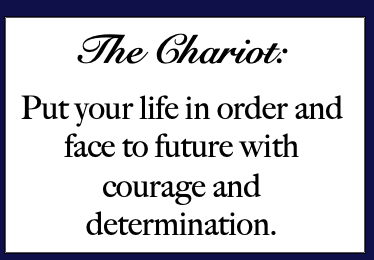 The Chariot:
Put your life in order and
face to future with
courage and
determination.